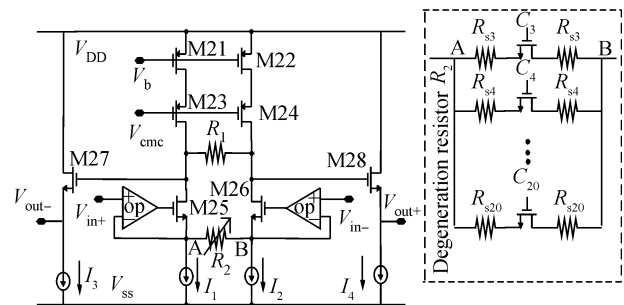 V_DD
M21
M22
V_b
M23
M24
V_cmc
R_1
M27
M28
V_out−
V_in+
op
M25
M26
op
V_in−
V_out+
A
B
R_2
I_3
V_ss
I_1
I_2
I_4
Degeneration resistor R_2
A
B
R_s3
C_3
R_s3
R_s4
C_4
R_s4
R_s20
C_20
R_s20